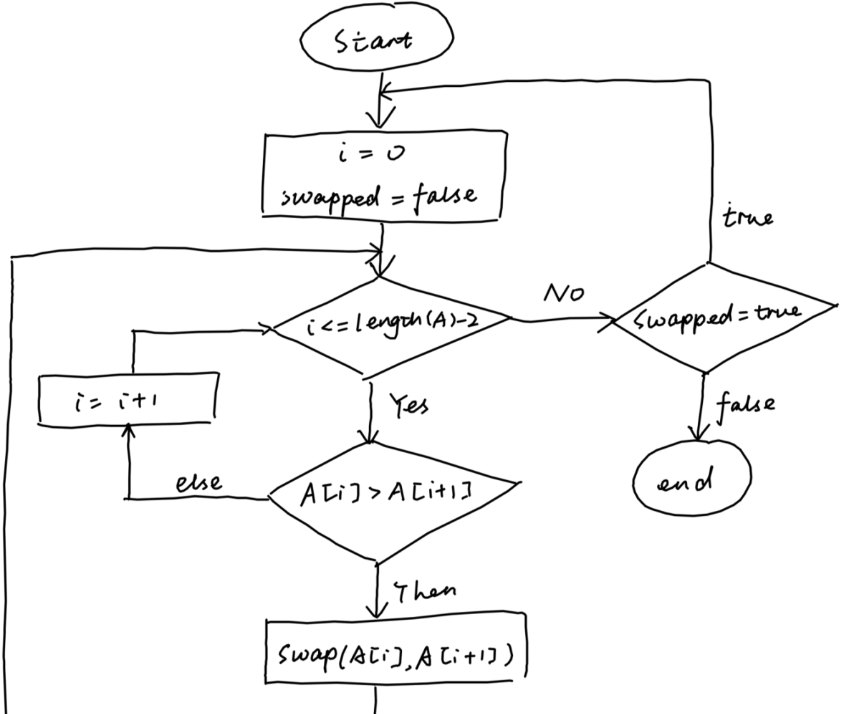 Start
i = 0
swapped = false
true
i<=length(A)-2
No
swapped=true
i= i+1
Yes
false
else
A[i]>A[i+1]
end
Then
Swap(A[i],A[i+1])